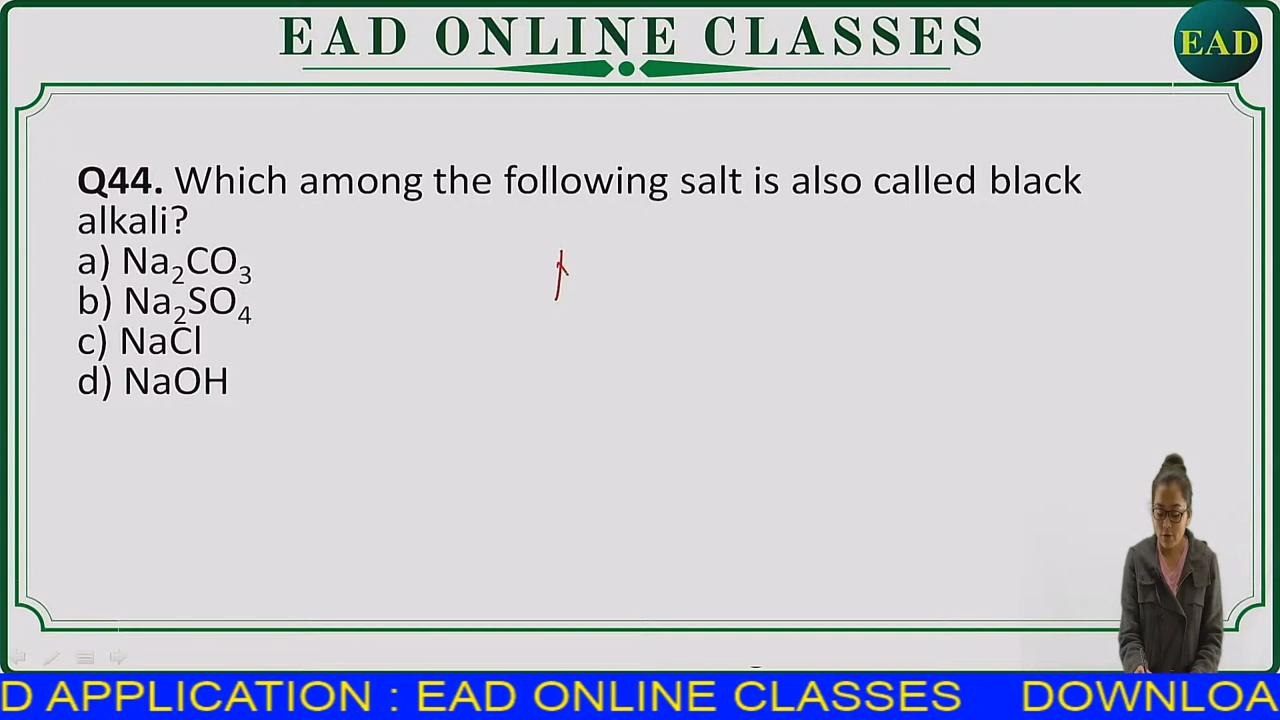 EAD ONLINE CLASSES
EAD
Q44. Which among the following salt is also called black
alkali?
a) Na₂CO₃
b) Na₂SO₄
c) NaCl
d) NaOH
D APPLICATION : EAD ONLINE CLASSES DOWNLOA